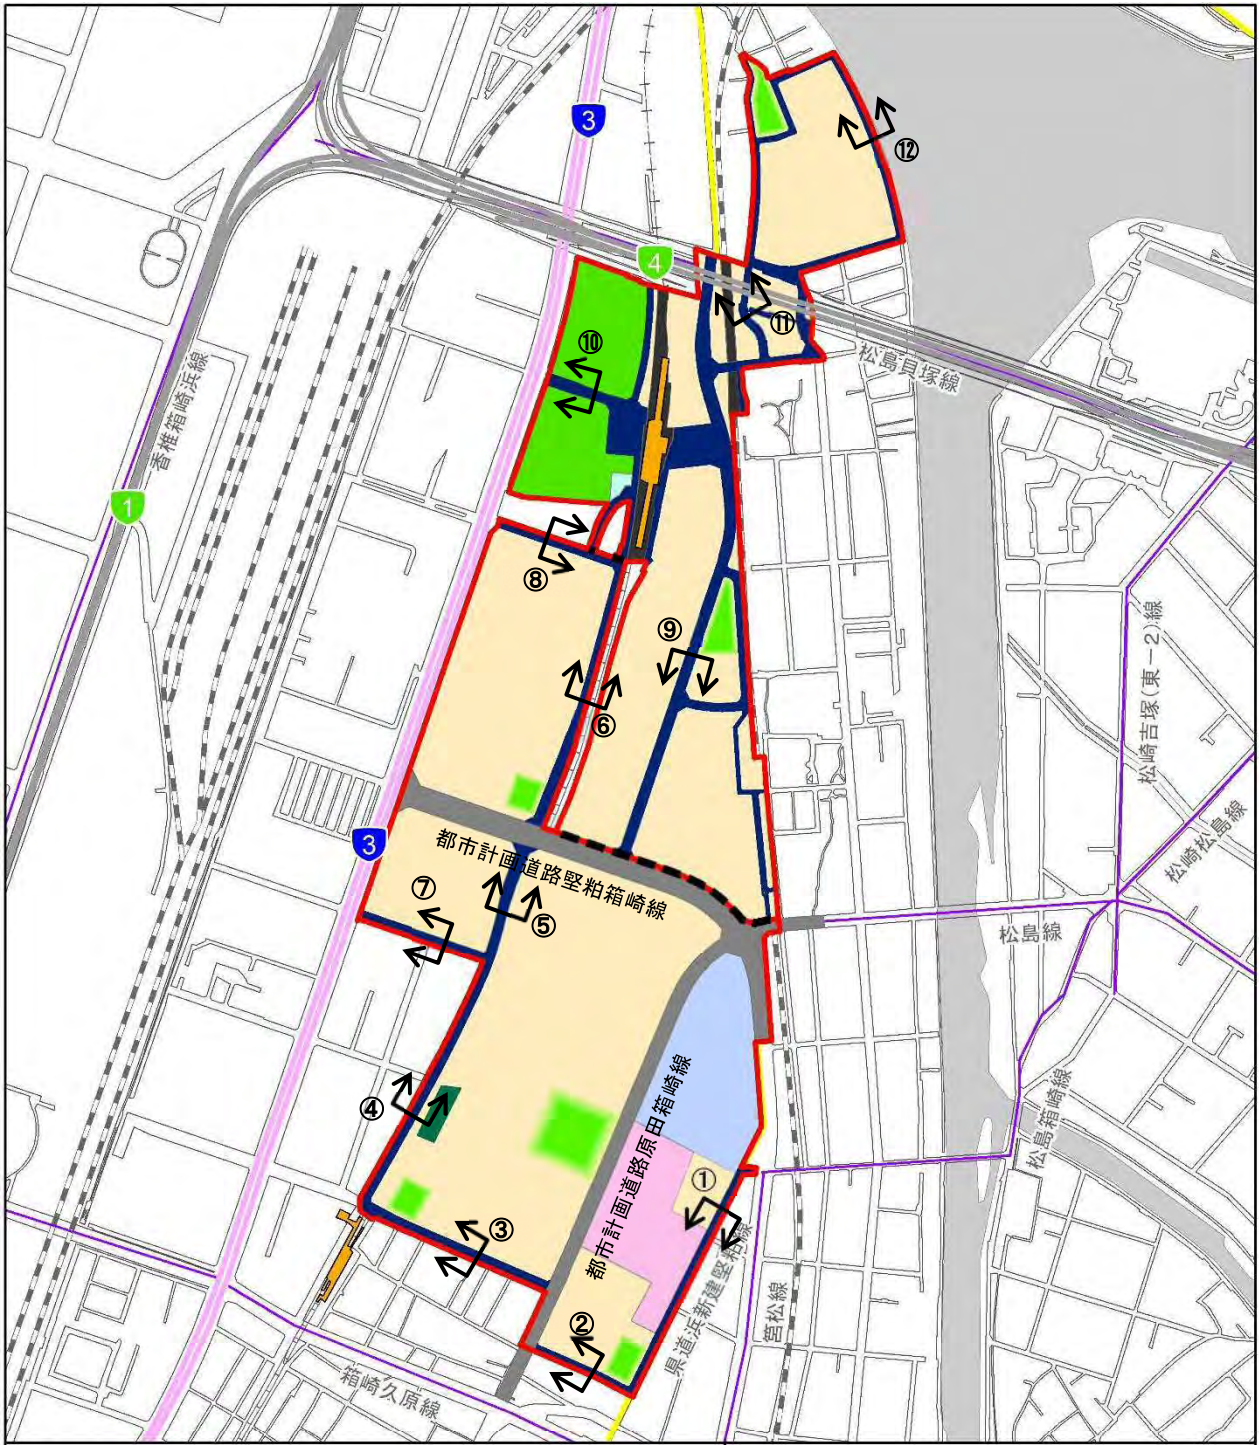 3
⑫
4
⑪
松島貝塚線
⑩
香椎箱崎浜線
1
⑧
⑨
松崎吉塚(東－2)線
⑥
松崎松島線
3
都市計画道路堅粕箱崎線
⑦
⑤
松島線
都市計画道路原田箱崎線
④
松島箱崎線
①
③
県道浜新建堅粕線
宮松線
②
箱崎久原線